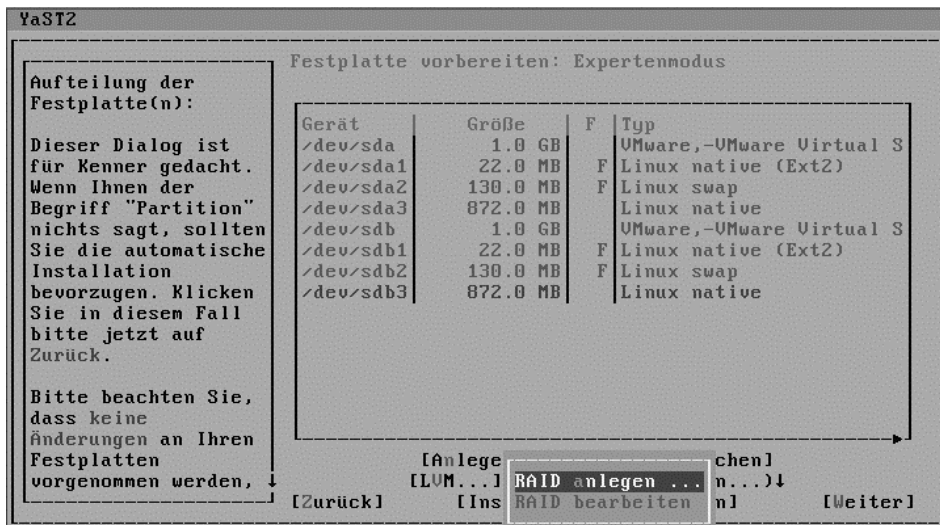 YaST2
Aufteilung der
Festplatte(n):
Dieser Dialog ist
für Kenner gedacht.
Wenn Ihnen der
Begriff "Partition"
nichts sagt, sollten
Sie die automatische
Installation
bevorzugen. Klicken
Sie in diesem Fall
bitte jetzt auf
Zurück.
Bitte beachten Sie,
dass keine
Änderungen an Ihren
Festplatten
vorgenommen werden,
Festplatte vorbereiten: Expertenmodus
Gerät Größe F Typ
/dev/sda 1.0 GB VMware,-VMware Virtual S
/dev/sda1 22.0 MB F Linux native (Ext2)
/dev/sda2 130.0 MB F Linux swap
/dev/sda3 872.0 MB Linux native
/dev/sdb 1.0 GB VMware,-VMware Virtual S
/dev/sdb1 22.0 MB F Linux native (Ext2)
/dev/sdb2 130.0 MB F Linux swap
/dev/sdb3 872.0 MB Linux native
[Anlege chen]
[LVM...] RAID anlegen ... n...)↓
[Zurück] [Ins RAID bearbeiten n] [Weiter]